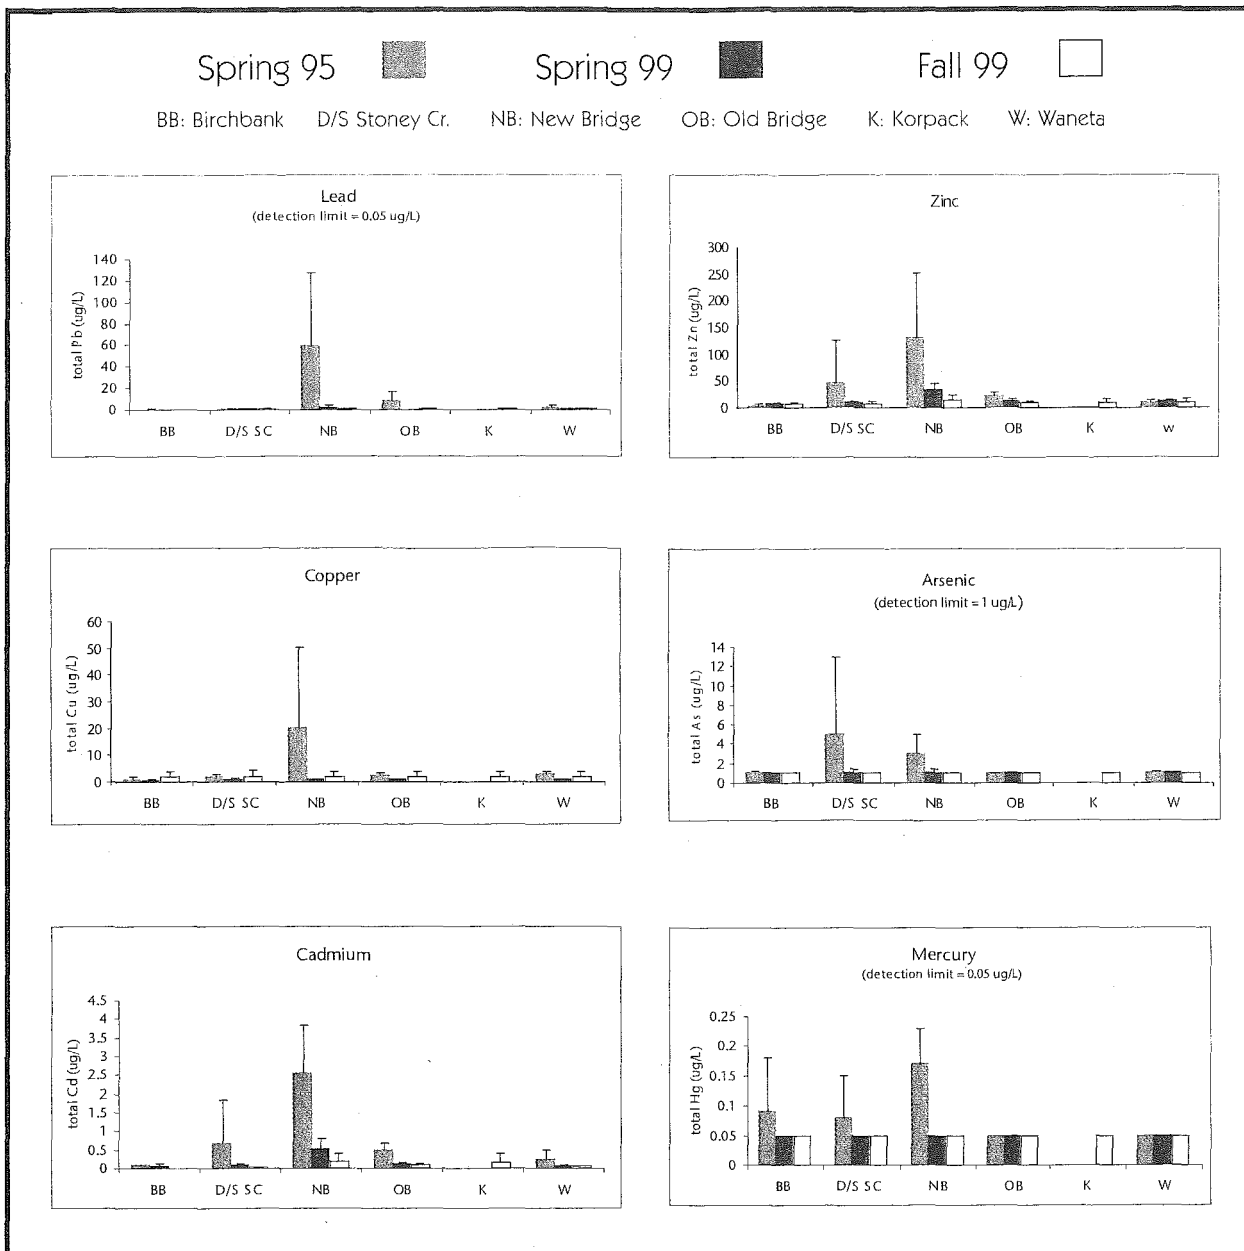 Spring 95 Spring 99 Fall 99
BB: Birchbank D/S Stoney Cr. NB: New Bridge OB: Old Bridge K: Korpack W: Waneta
Lead
(detection limit = 0.05 ug/L)
total Pb (ug/L)
140
120
100
80
60
40
20
0
BB D/S SC NB OB K W
Zinc
total Zn (ug/L)
300
250
200
150
100
50
0
BB D/S SC NB OB K W
Copper
total Cu (ug/L)
60
50
40
30
20
10
0
BB D/S SC NB OB K W
Arsenic
(detection limit = 1 ug/L)
total As (ug/L)
14
12
10
8
6
4
2
0
BB D/S SC NB OB K W
Cadmium
total Cd (ug/L)
4.5
4
3.5
3
2.5
2
1.5
1
0.5
0
BB D/S SC NB OB K W
Mercury
(detection limit = 0.05 ug/L)
total Hg (ug/L)
0.25
0.2
0.15
0.1
0.05
0
BB D/S SC NB OB K W